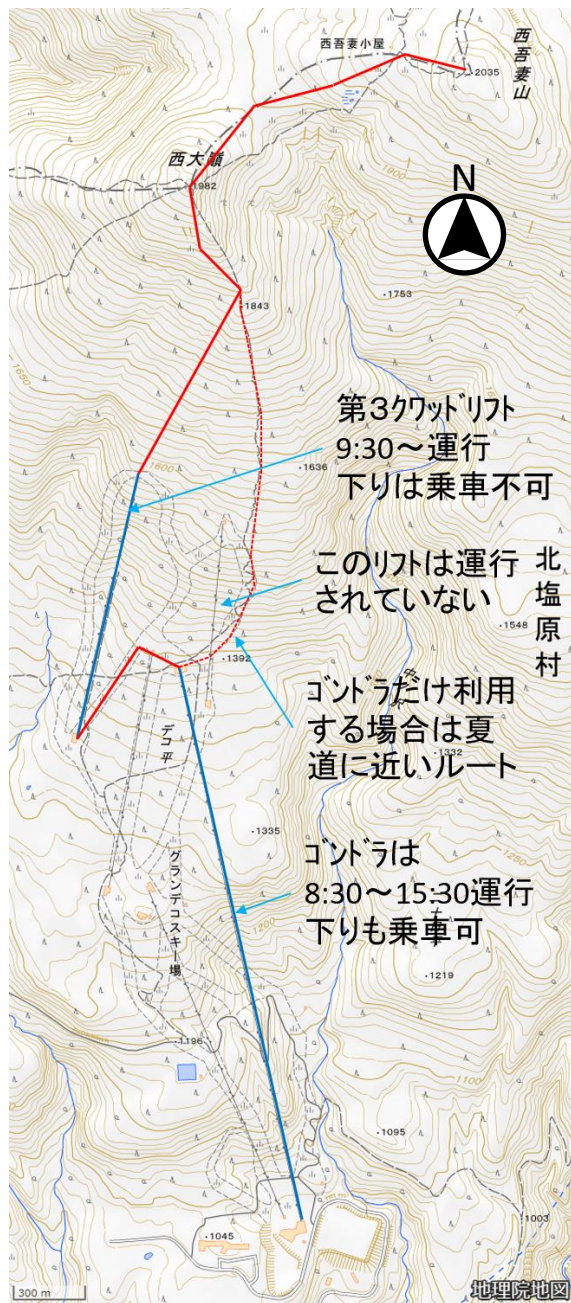 西吾妻小屋
西吾妻山
2035
西大巓
1982
N
1900
1843
1753
1650
1600
第3クワッドリフト
9:30〜運行
下りは乗車不可
1636
このリフトは運行
されていない
北塩原村
1548
1392
ゴンドラだけ利用
する場合は夏
道に近いルート
1332
デコ平
1335
1250
ゴンドラは
8:30〜15:30運行
下りも乗車可
グランデコスキー場
1200
1219
1196
1100
1095
1003
1045
300 m
地理院地図